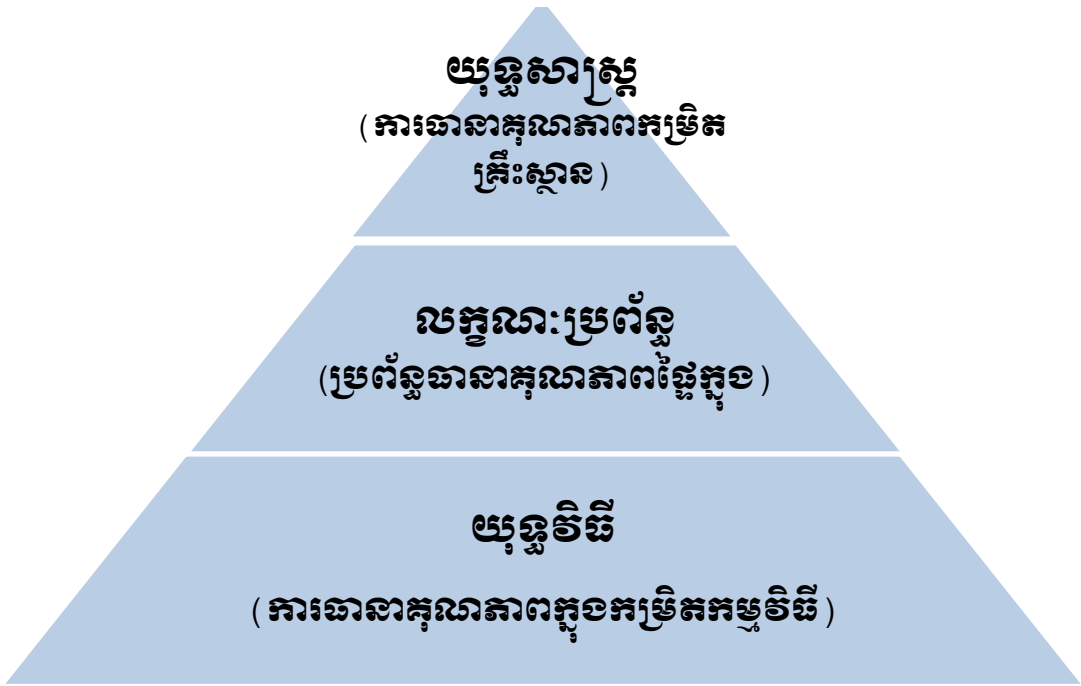 យុទ្ធសាស្ត្រ
(ការធានាគុណភាពកម្រិត
គ្រឹះស្ថាន)
លក្ខណៈប្រព័ន្ធ
(ប្រព័ន្ធធានាគុណភាពផ្ទៃក្នុង)
យុទ្ធវិធី
(ការធានាគុណភាពក្នុងកម្រិតកម្មវិធី)